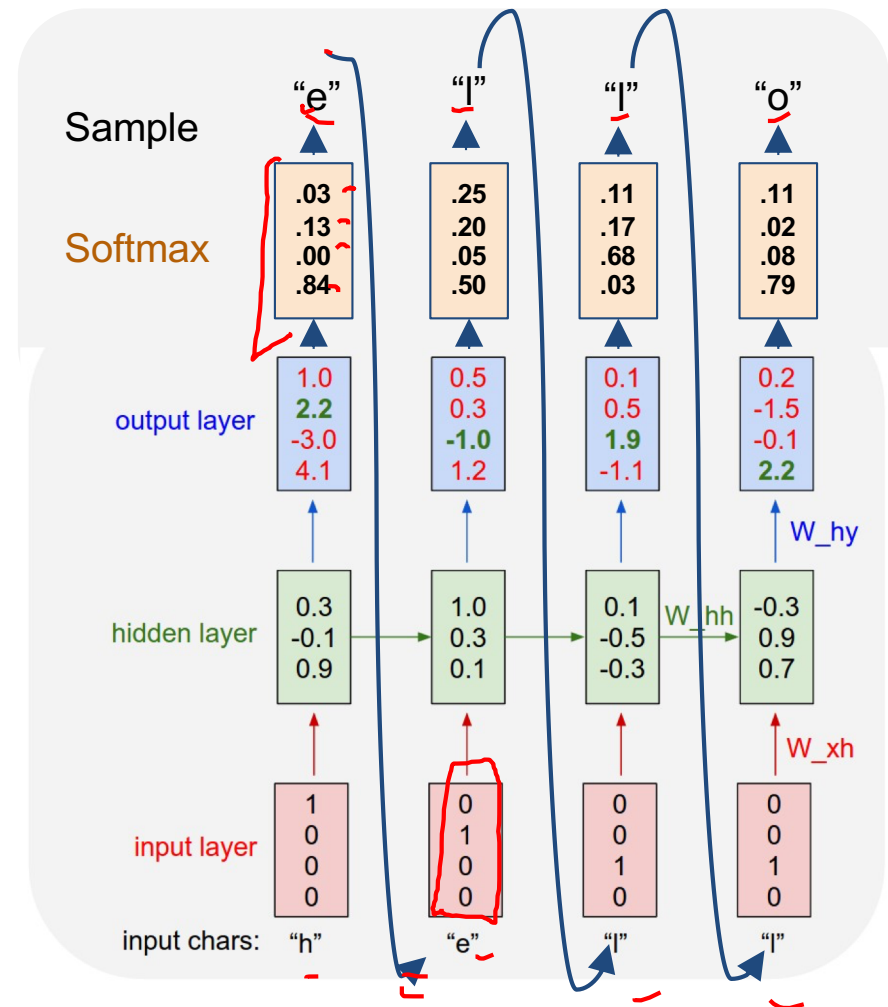 “e” “l” “l” “o”
Sample
.03 .25 .11 .11
.13 .20 .17 .02
Softmax
.00 .05 .68 .08
.84 .50 .03 .79
1.0 0.5 0.1 0.2
output layer 2.2 0.3 0.5 -1.5
-3.0 -1.0 1.9 -0.1
4.1 1.2 -1.1 2.2
W_hy
0.3 1.0 0.1 W_hh -0.3
hidden layer -0.1 0.3 -0.5 0.9
0.9 0.1 -0.3 0.7
W_xh
1 0 0 0
input layer 0 1 0 0
0 0 1 1
0 0 0 0
input chars: “h” “e” “l” “l”